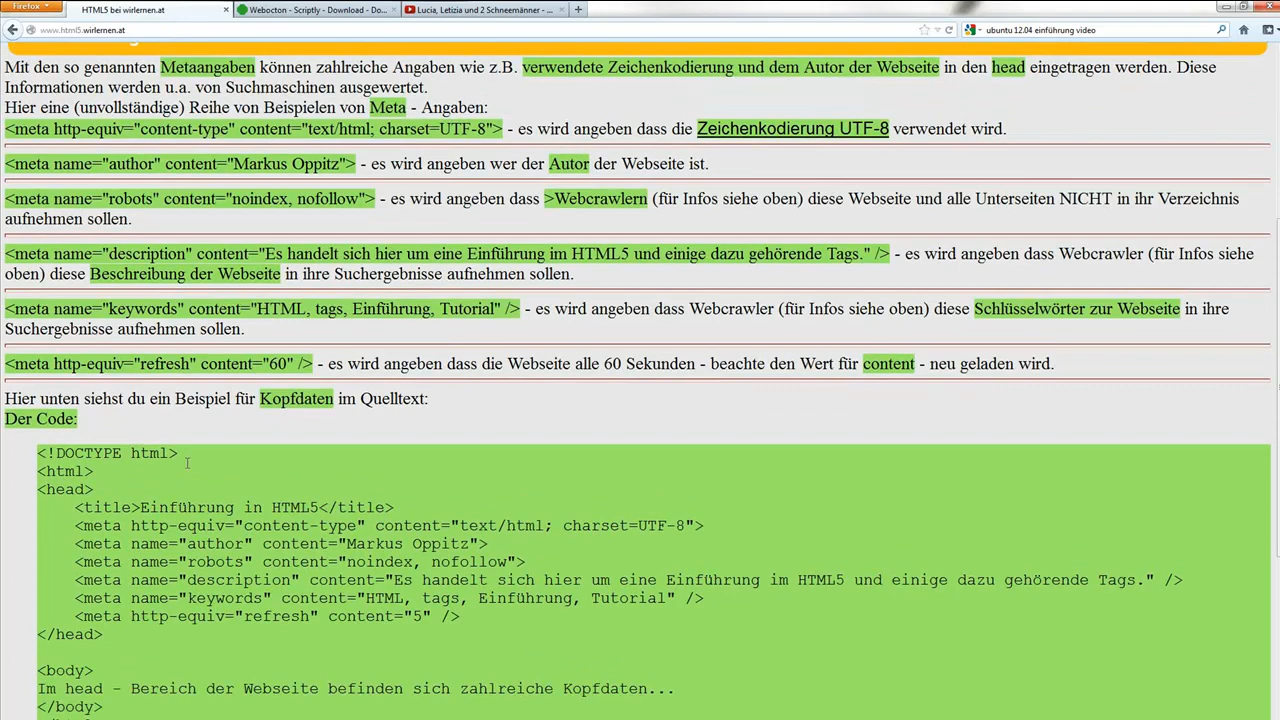 Firefox
HTML5 bei wirlernen.at
Webocton - Scriptly - Download - Do...
Lucia, Letizia und 2 Schneemänner - ...
www.html5.wirlernen.at
ubuntu 12.04 einführung video
Mit den so genannten Metaangaben können zahlreiche Angaben wie z.B. verwendete Zeichenkodierung und dem Autor der Webseite in den head eingetragen werden. Diese
Informationen werden u.a. von Suchmaschinen ausgewertet.
Hier eine (unvollständige) Reihe von Beispielen von Meta - Angaben:
<meta http-equiv="content-type" content="text/html; charset=UTF-8"> - es wird angeben dass die Zeichenkodierung UTF-8 verwendet wird.
<meta name="author" content="Markus Oppitz"> - es wird angeben wer der Autor der Webseite ist.
<meta name="robots" content="noindex, nofollow"> - es wird angeben dass >Webcrawlern (für Infos siehe oben) diese Webseite und alle Unterseiten NICHT in ihr Verzeichnis
aufnehmen sollen.
<meta name="description" content="Es handelt sich hier um eine Einführung im HTML5 und einige dazu gehörende Tags." /> - es wird angeben dass Webcrawler (für Infos siehe
oben) diese Beschreibung der Webseite in ihre Suchergebnisse aufnehmen sollen.
<meta name="keywords" content="HTML, tags, Einführung, Tutorial" /> - es wird angeben dass Webcrawler (für Infos siehe oben) diese Schlüsselwörter zur Webseite in ihre
Suchergebnisse aufnehmen sollen.
<meta http-equiv="refresh" content="60" /> - es wird angeben dass die Webseite alle 60 Sekunden - beachte den Wert für content - neu geladen wird.
Hier unten siehst du ein Beispiel für Kopfdaten im Quelltext:
Der Code:
<!DOCTYPE html>
<html>
<head>
<title>Einführung in HTML5</title>
<meta http-equiv="content-type" content="text/html; charset=UTF-8">
<meta name="author" content="Markus Oppitz">
<meta name="robots" content="noindex, nofollow">
<meta name="description" content="Es handelt sich hier um eine Einführung im HTML5 und einige dazu gehörende Tags." />
<meta name="keywords" content="HTML, tags, Einführung, Tutorial" />
<meta http-equiv="refresh" content="5" />
</head>
<body>
Im head - Bereich der Webseite befinden sich zahlreiche Kopfdaten...
</body>